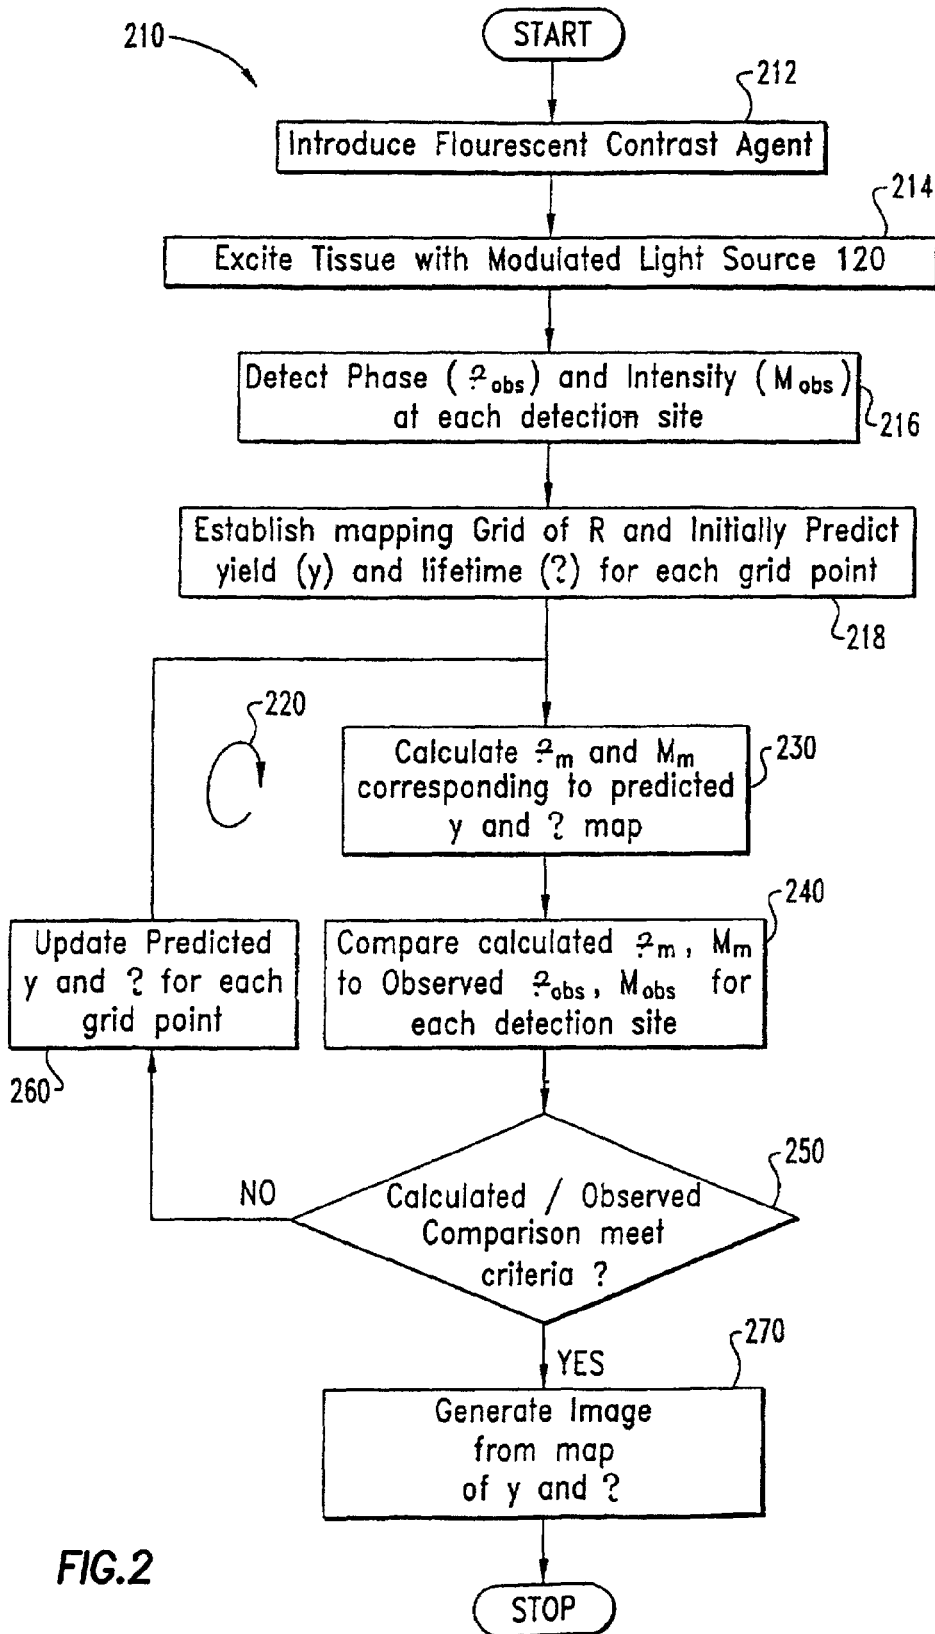 210
START
212
Introduce Flourescent Contrast Agent
214
Excite Tissue with Modulated Light Source 120
Detect Phase (?obs) and Intensity (Mobs)
at each detection site
216
Establish mapping Grid of R and Initially Predict
yield (y) and lifetime (?) for each grid point
218
220
Calculate ?m and Mm
corresponding to predicted
y and ? map
230
240
Compare calculated ?m, Mm
to Observed ?obs, Mobs for
each detection site
Update Predicted
y and ? for each
grid point
260
250
NO
Calculated / Observed
Comparison meet
criteria ?
YES
270
Generate Image
from map
of y and ?
FIG.2
STOP